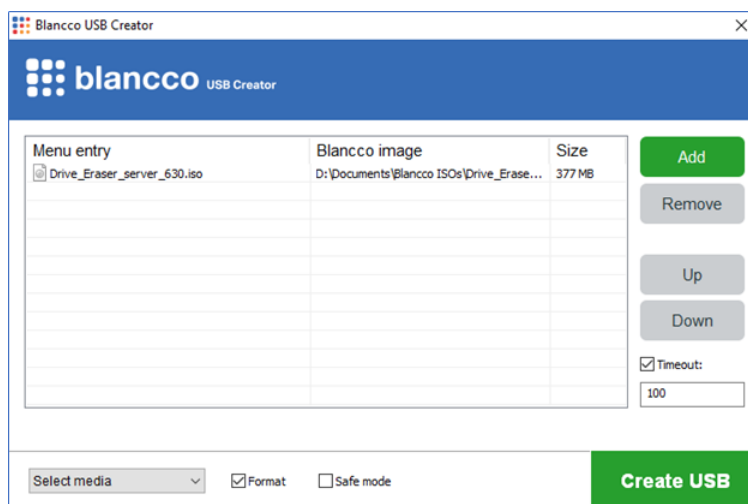 Blancco USB Creator
blancco USB Creator
Menu entry Blancco image Size
Drive_Eraser_server_630.iso D:\Documents\Blancco ISOs\Drive_Erase... 377 MB
Add
Remove
Up
Down
Timeout:
100
Select media Format Safe mode
Create USB